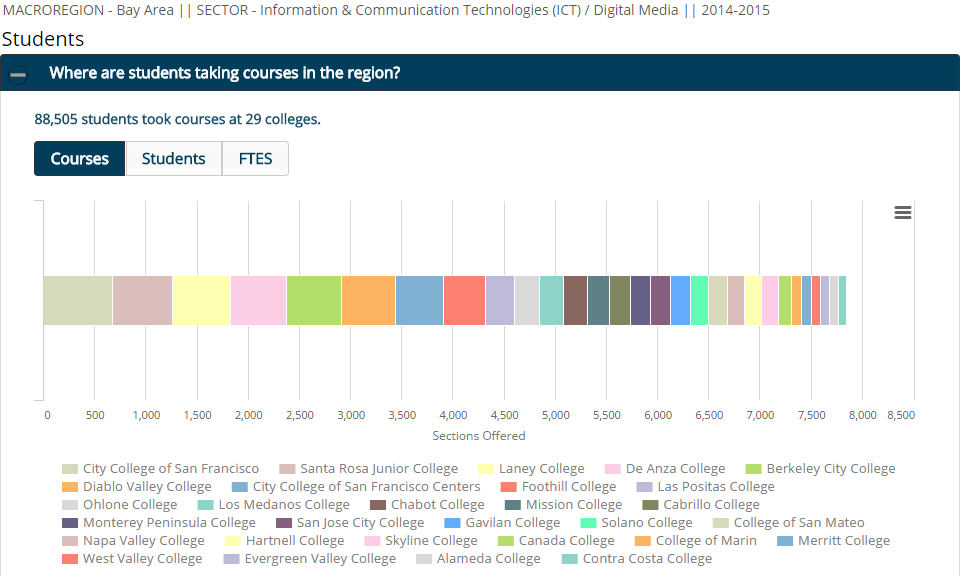 MACROREGION - Bay Area || SECTOR - Information & Communication Technologies (ICT) / Digital Media || 2014-2015
Students
Where are students taking courses in the region?
88,505 students took courses at 29 colleges.
Courses Students FTES
0 500 1,000 1,500 2,000 2,500 3,000 3,500 4,000 4,500 5,000 5,500 6,000 6,500 7,000 7,500 8,000 8,500
Sections Offered
City College of San Francisco Santa Rosa Junior College Laney College De Anza College Berkeley City College
Diablo Valley College City College of San Francisco Centers Foothill College Las Positas College
Ohlone College Los Medanos College Chabot College Mission College Cabrillo College
Monterey Peninsula College San Jose City College Gavilan College Solano College College of San Mateo
Napa Valley College Hartnell College Skyline College Canada College College of Marin Merritt College
West Valley College Evergreen Valley College Alameda College Contra Costa College